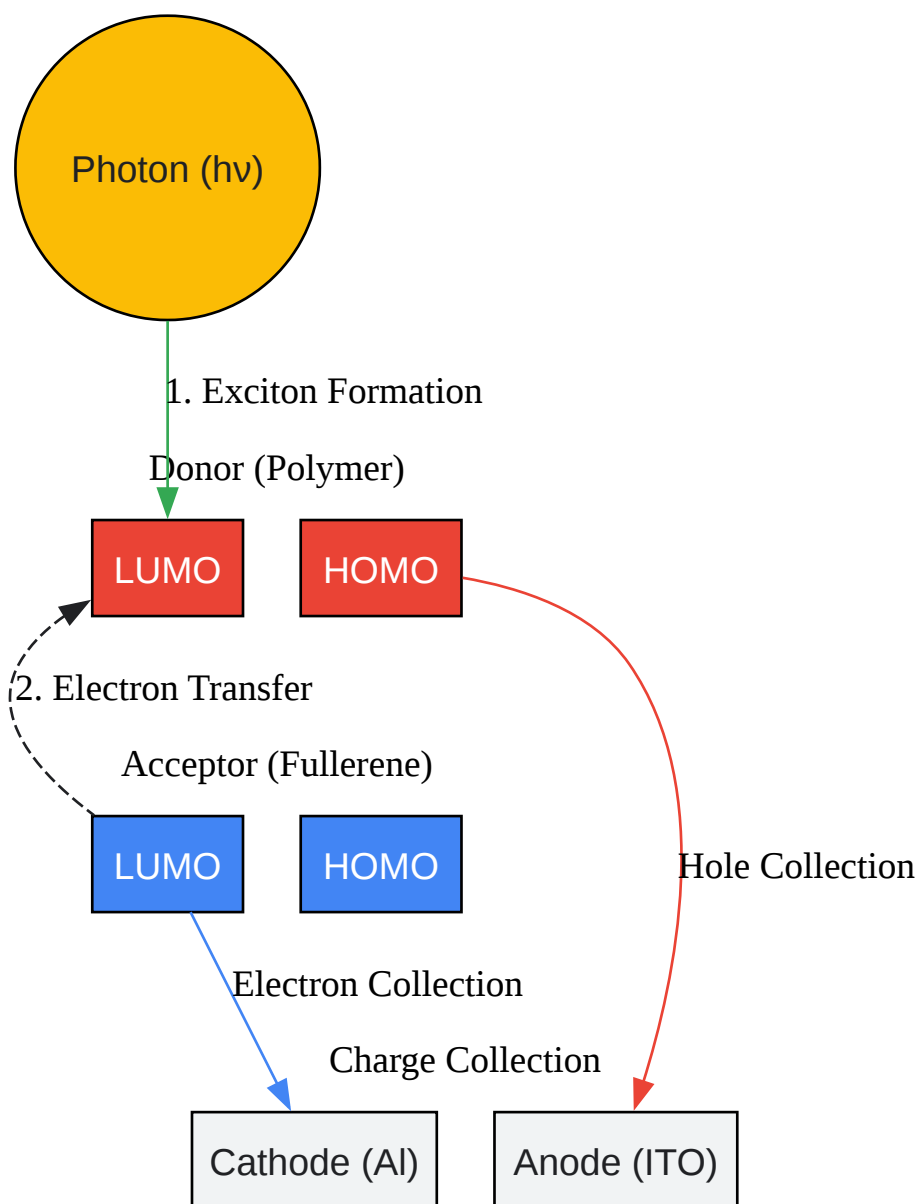 Photon (hν)
1. Exciton Formation
Donor (Polymer)
LUMO
HOMO
2. Electron Transfer
Acceptor (Fullerene)
LUMO
HOMO
Hole Collection
Electron Collection
Charge Collection
Cathode (Al)
Anode (ITO)